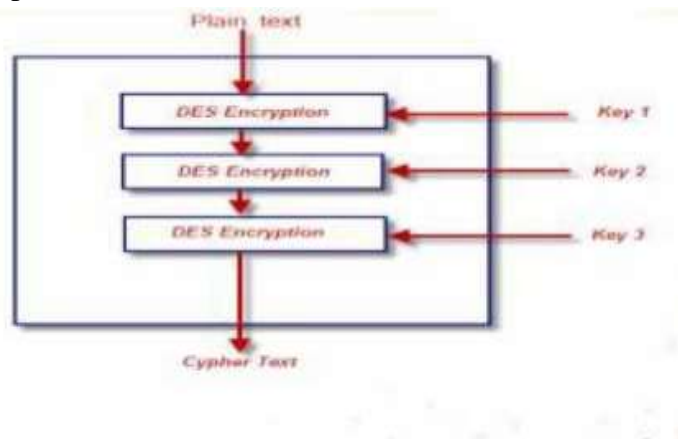 Plain text
DES Encryption
Key 1
DES Encryption
Key 2
DES Encryption
Key 3
Cypher Text